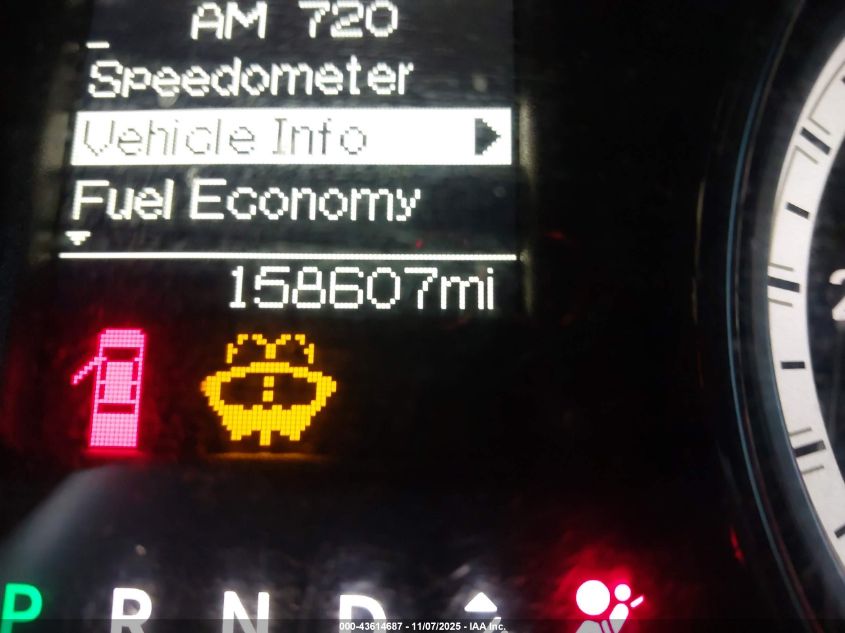 AM 720
Speedometer
Vehicle Info
Fuel Economy
158607mi
P R N D
000-43614687 - 11/07/2025 - IAA Inc.